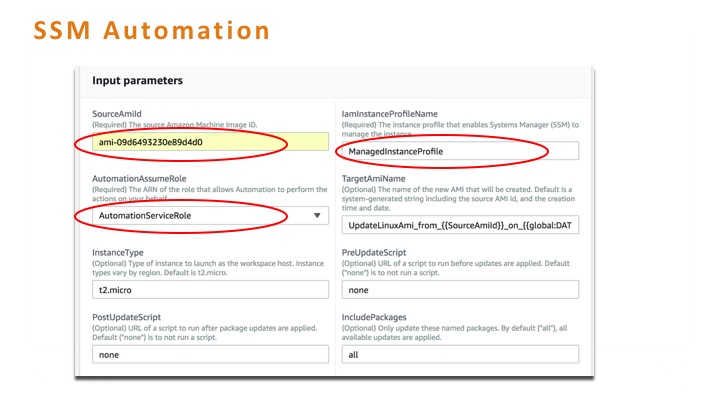 SSM Automation
Input parameters
SourceAmiId
(Required) The source Amazon Machine Image ID.
ami-09d6493230e89d4d0
IamInstanceProfileName
(Required) The instance profile that enables Systems Manager (SSM) to
manage the instance.
ManagedInstanceProfile
AutomationAssumeRole
(Required) The ARN of the role that allows Automation to perform the
actions on your behalf.
AutomationServiceRole
TargetAmiName
(Optional) The name of the new AMI that will be created. Default is a
system-generated string including the source AMI id, and the creation
time and date.
UpdateLinuxAmi_from_{{SourceAmiId}}_on_{{global:DAT
InstanceType
(Optional) Type of instance to launch as the workspace host. Instance
types vary by region. Default is t2.micro.
t2.micro
PreUpdateScript
(Optional) URL of a script to run before updates are applied. Default
("none") is to not run a script.
none
PostUpdateScript
(Optional) URL of a script to run after package updates are applied.
Default ("none") is to not run a script.
none
IncludePackages
(Optional) Only update these named packages. By default ("all"), all
available updates are applied.
all